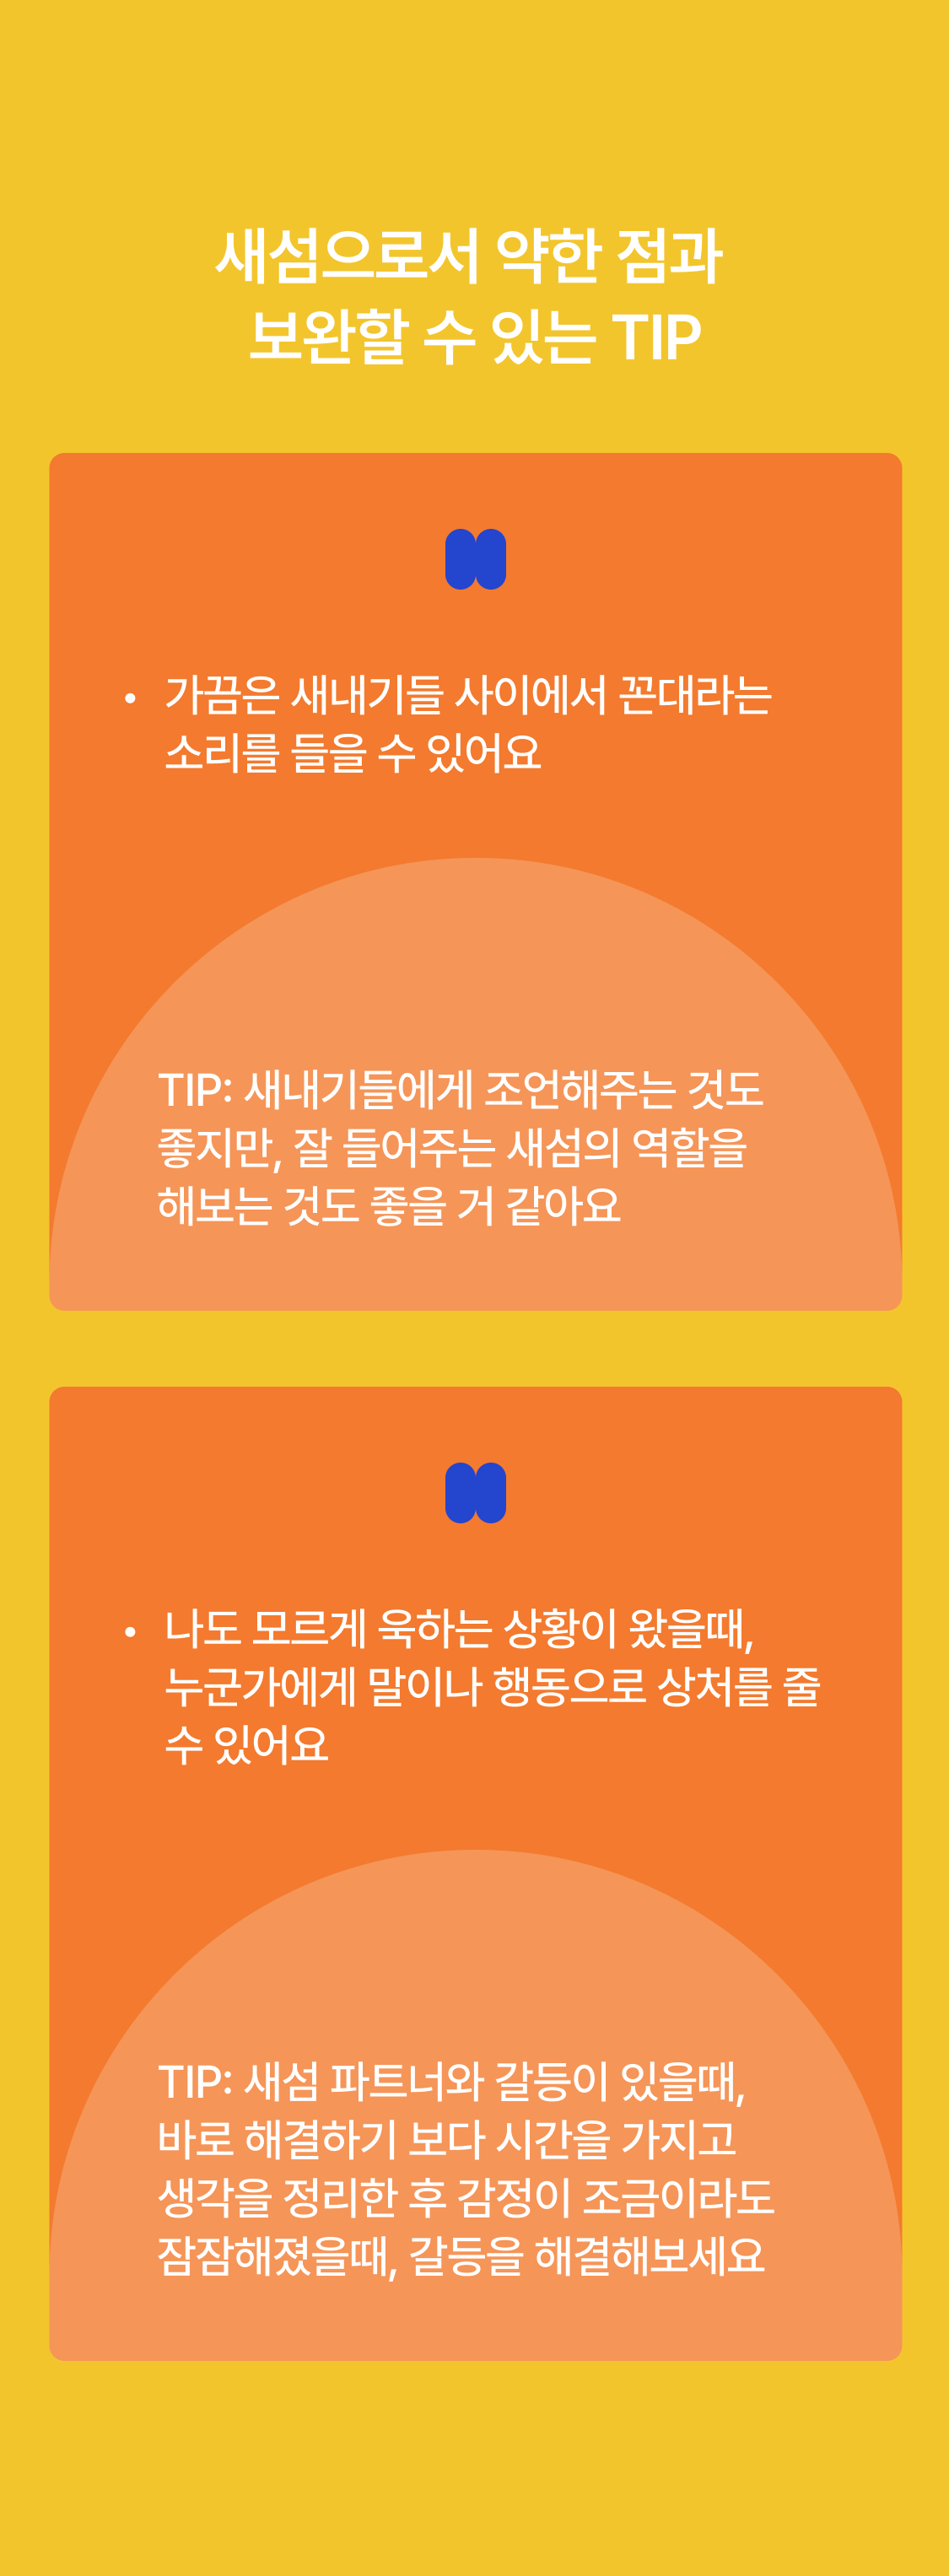 새섬으로서 약한 점과
보완할 수 있는 TIP
• 가끔은 새내기들 사이에서 꼰대라는
소리를 들을 수 있어요
TIP: 새내기들에게 조언해주는 것도
좋지만, 잘 들어주는 새섬의 역할을
해보는 것도 좋을 거 같아요
• 나도 모르게 욱하는 상황이 왔을때,
누군가에게 말이나 행동으로 상처를 줄
수 있어요
TIP: 새섬 파트너와 갈등이 있을때,
바로 해결하기 보다 시간을 가지고
생각을 정리한 후 감정이 조금이라도
잠잠해졌을때, 갈등을 해결해보세요